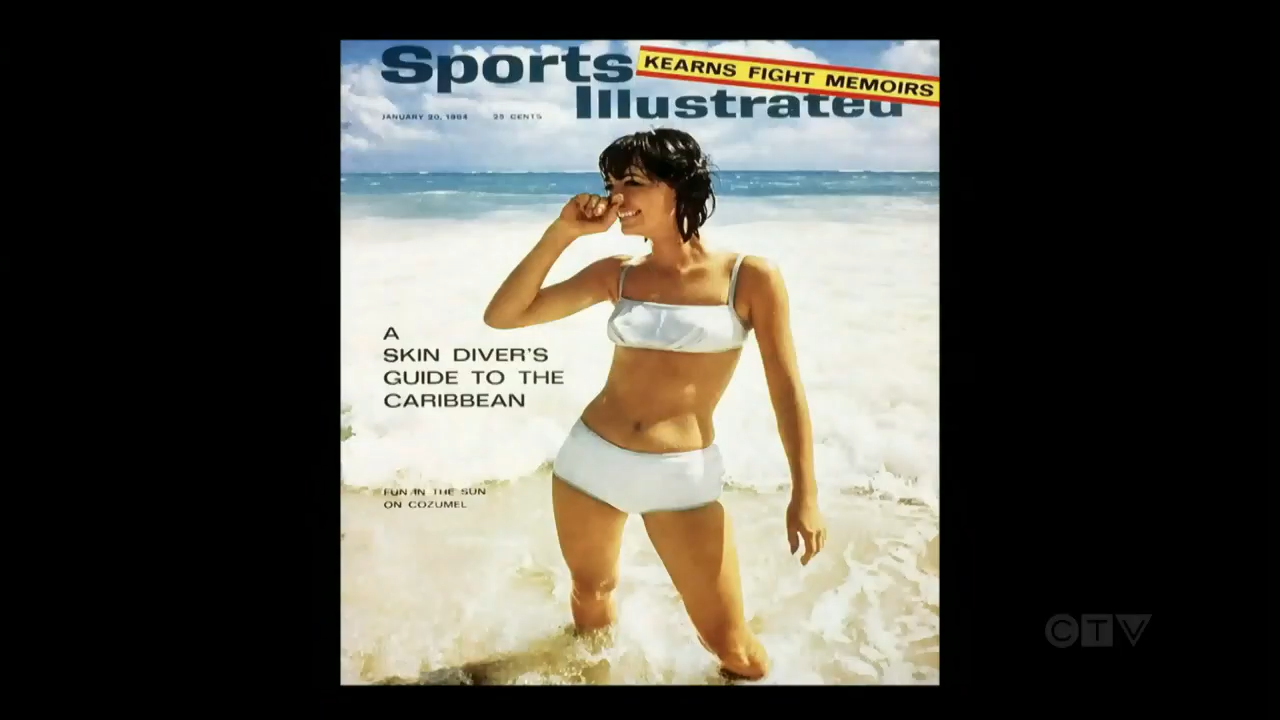 Sports
KEARNS FIGHT MEMOIRS
Illustrated
JANUARY 20, 1964 25 CENTS
A
SKIN DIVER'S
GUIDE TO THE
CARIBBEAN
FUN IN THE SUN
ON COZUMEL
CTV